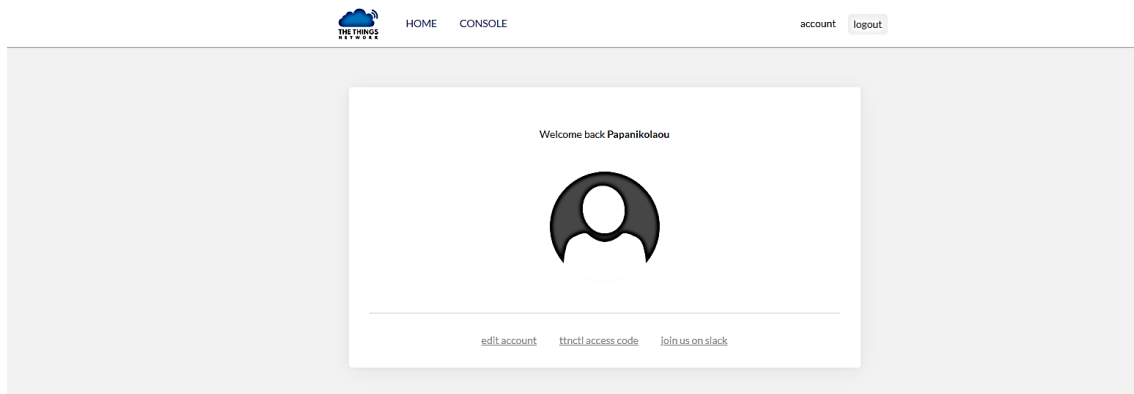 THE THINGS
NETWORK
HOME CONSOLE account logout
Welcome back Papanikolaou
edit account ttnctl access code join us on slack